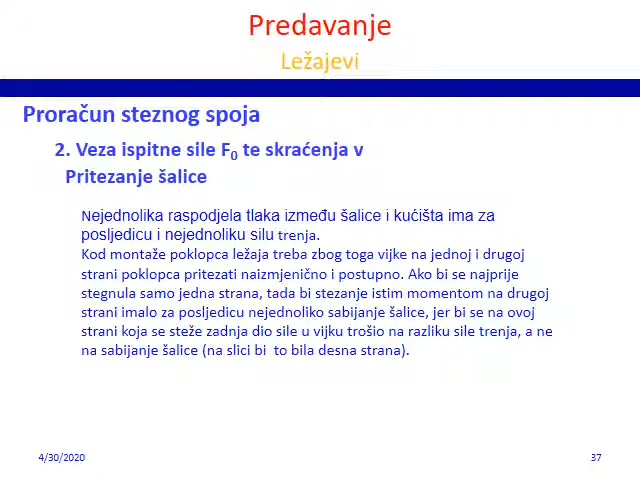 Predavanje
Ležajevi
Proračun steznog spoja
2. Veza ispitne sile F₀ te skraćenja v
Pritezanje šalice
Nejednolika raspodjela tlaka između šalice i kućišta ima za
posljedicu i nejednoliku silu trenja.
Kod montaže poklopca ležaja treba zbog toga vijke na jednoj i drugoj
strani poklopca pritezati naizmjenično i postupno. Ako bi se najprije
stegnula samo jedna strana, tada bi stezanje istim momentom na drugoj
strani imalo za posljedicu nejednoliko sabijanje šalice, jer bi se na ovoj
strani koja se steže zadnja dio sile u vijku trošio na razliku sile trenja, a ne
na sabijanje šalice (na slici bi  to bila desna strana).
4/30/2020
37